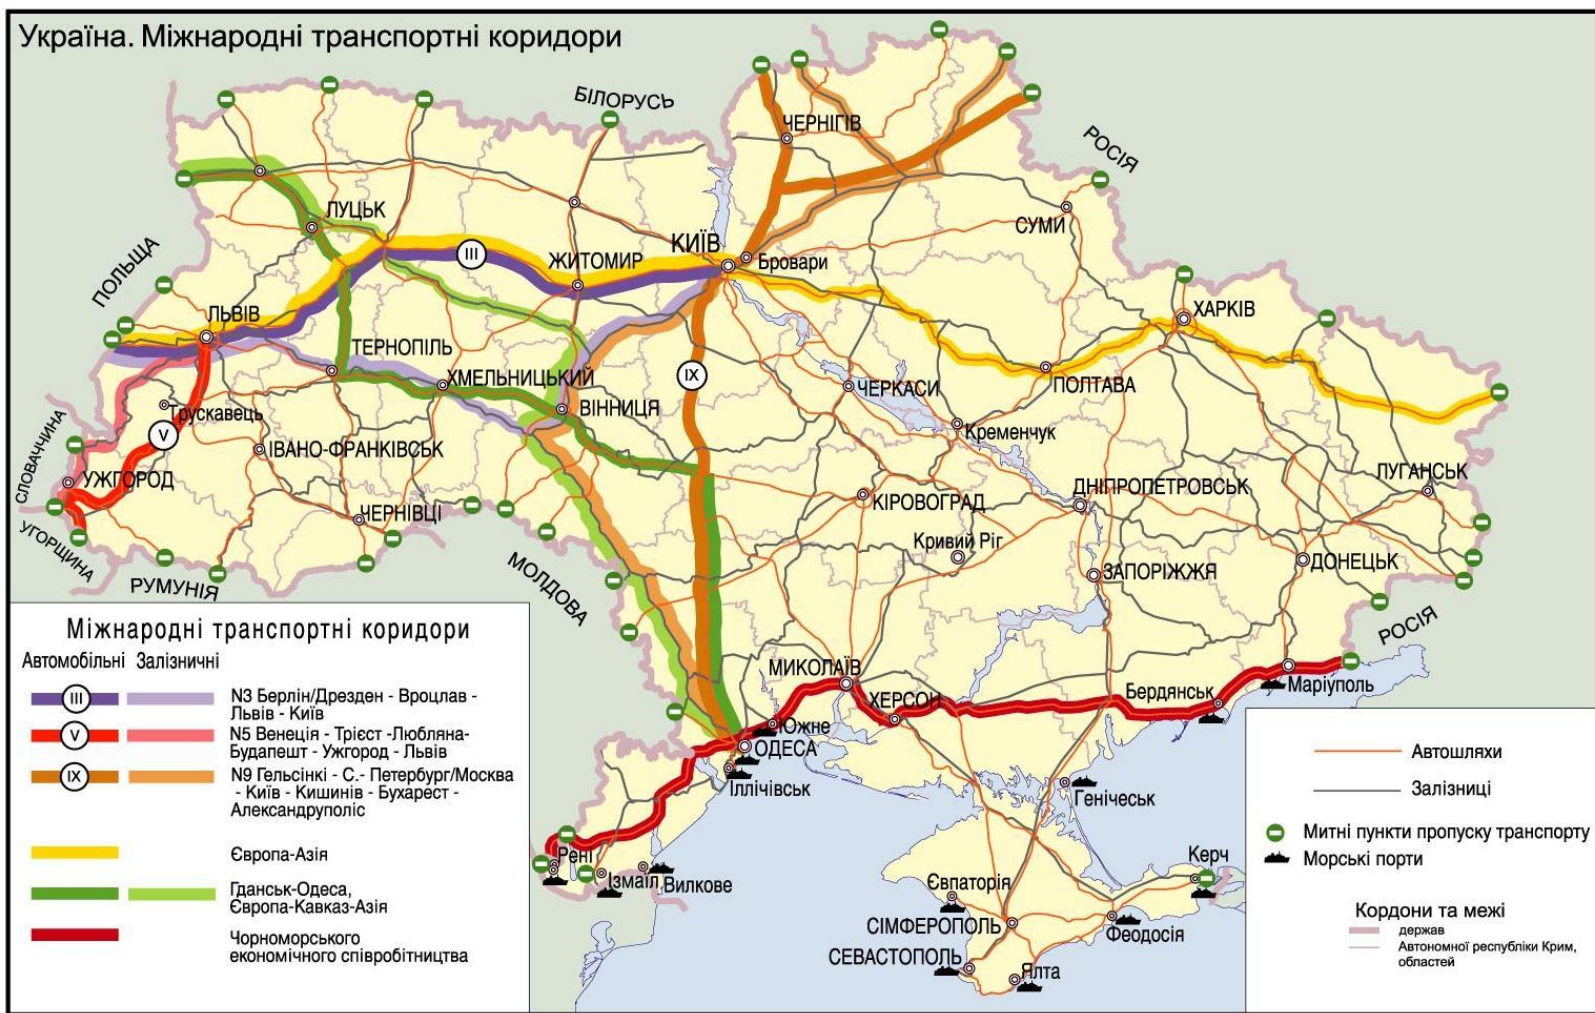 Україна. Міжнародні транспортні коридори
БІЛОРУСЬ
РОСІЯ
ЧЕРНІГІВ
ЛУЦЬК
СУМИ
КИЇВ
Бровари
III
ЖИТОМИР
ПОЛЬЩА
ЛЬВІВ
ХАРКІВ
ТЕРНОПІЛЬ
ХМЕЛЬНИЦЬКИЙ
IX
ЧЕРКАСИ
ПОЛТАВА
Трускавець
ВІННИЦЯ
V
Кременчук
СЛОВАЧЧИНА
ІВАНО-ФРАНКІВСЬК
УЖГОРОД
ЛУГАНСЬК
КІРОВОГРАД
ДНІПРОПЕТРОВСЬК
ЧЕРНІВЦІ
УГОРЩИНА
Кривий Ріг
ДОНЕЦЬК
РУМУНІЯ
МОЛДОВА
ЗАПОРІЖЖЯ
РОСІЯ
МИКОЛАЇВ
Маріуполь
Бердянськ
ХЕРСОН
Южне
ОДЕСА
Іллічівськ
Генічеськ
Рені
Ізмаїл
Вилкове
Керч
Євпаторія
СІМФЕРОПОЛЬ
Феодосія
СЕВАСТОПОЛЬ
Ялта
Міжнародні транспортні коридори
Автомобільні Залізничні
III N3 Берлін/Дрезден - Вроцлав -
Львів - Київ
V N5 Венеція - Трієст -Любляна-
Будапешт - Ужгород - Львів
IX N9 Гельсінкі - С.- Петербург/Москва
- Київ - Кишинів - Бухарест -
Александруполіс
Європа-Азія
Гданськ-Одеса,
Європа-Кавказ-Азія
Чорноморського
економічного співробітництва
Автошляхи
Залізниці
Митні пункти пропуску транспорту
Морські порти
Кордони та межі
держав
Автономної республіки Крим,
областей